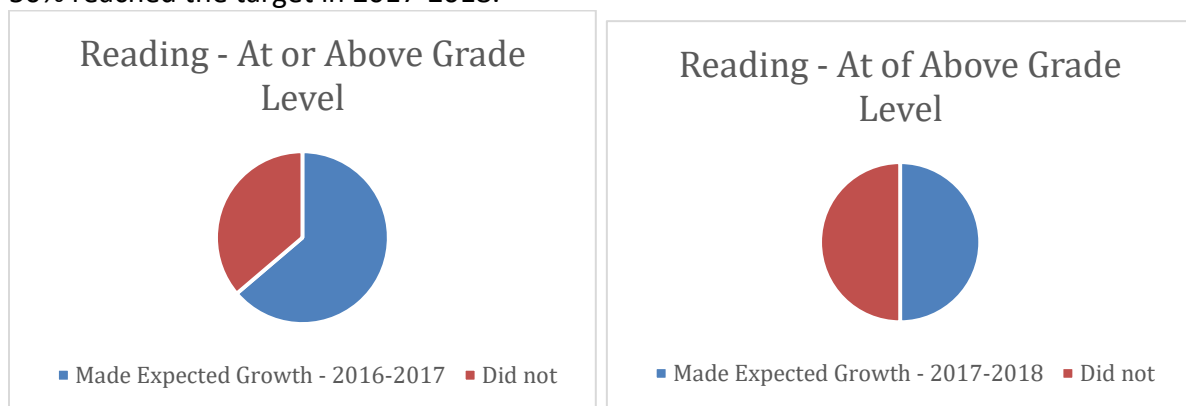 50% reached the target in 2017-2018.
Reading - At or Above Grade
Level
Made Expected Growth - 2016-2017 Did not
Reading - At of Above Grade
Level
Made Expected Growth - 2017-2018 Did not